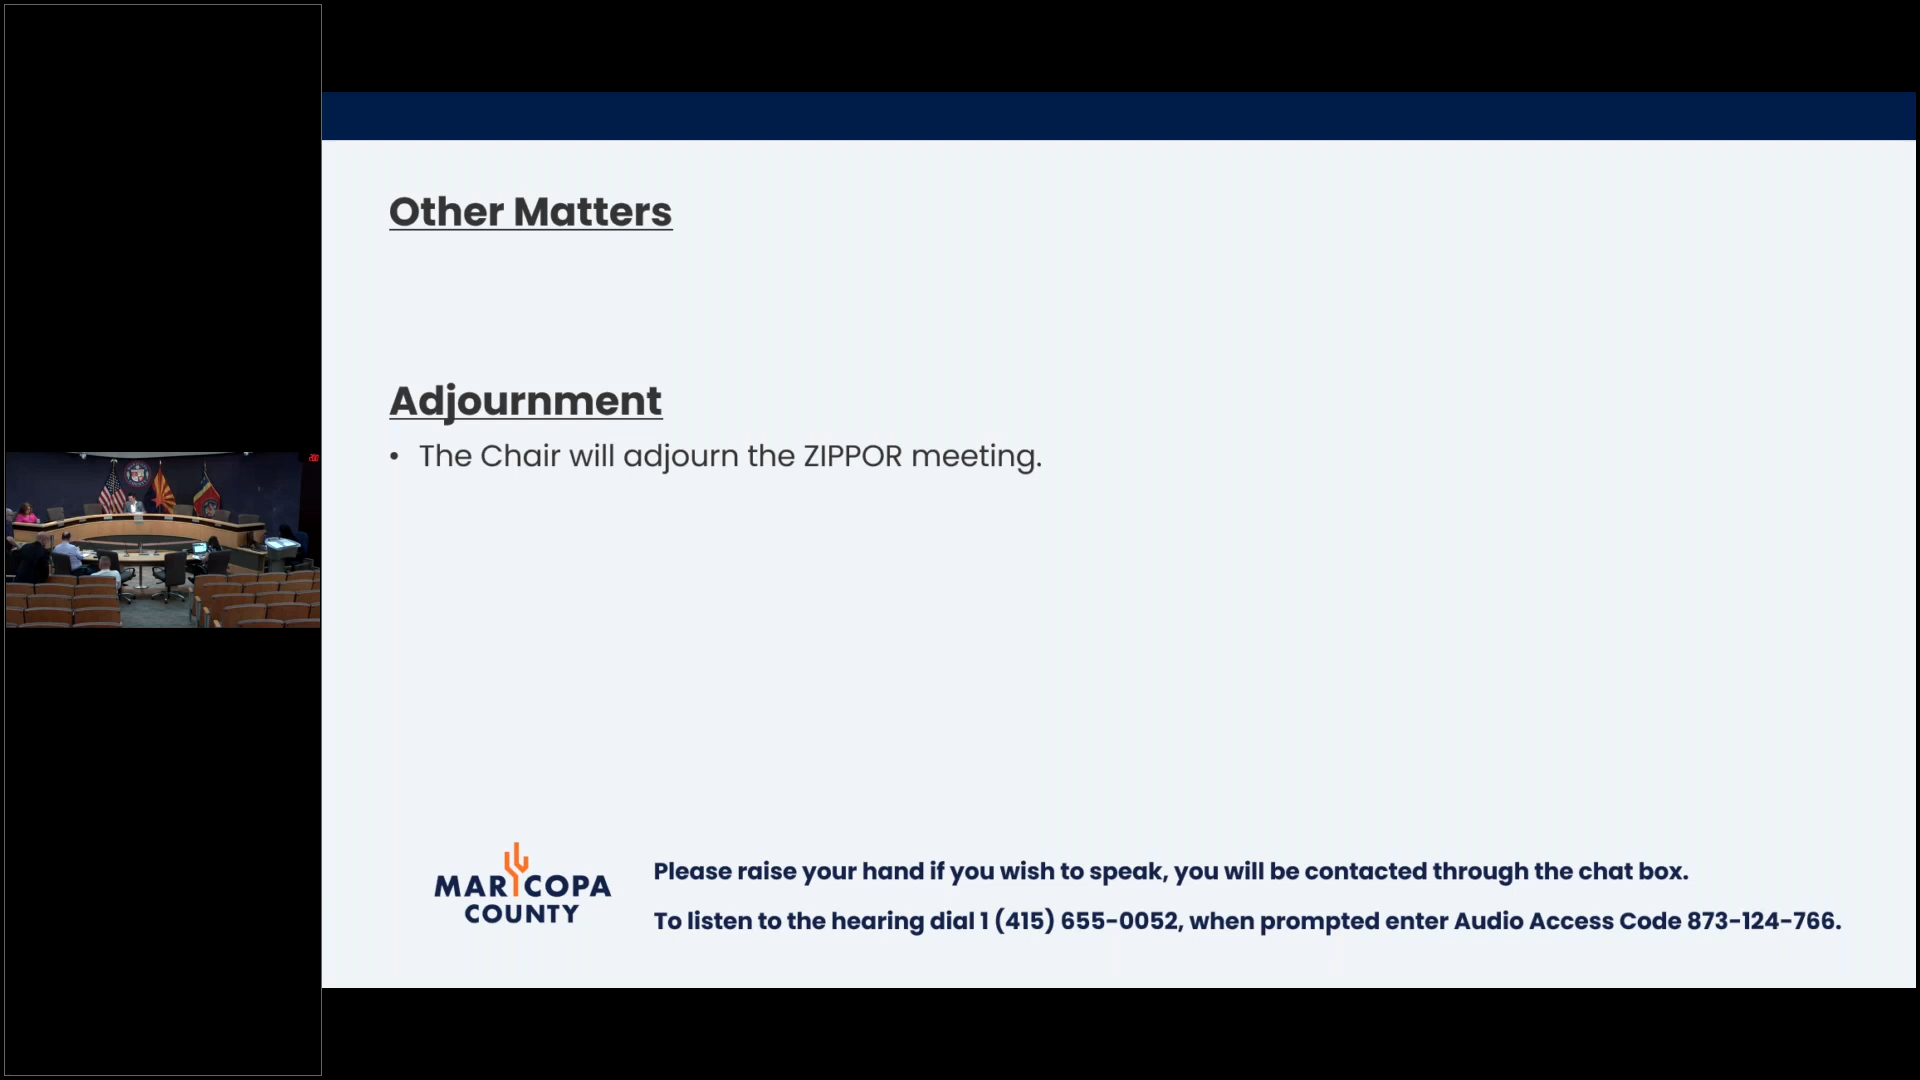 Other Matters
Adjournment
• The Chair will adjourn the ZIPPOR meeting.
MARICOPA
COUNTY
Please raise your hand if you wish to speak, you will be contacted through the chat box.
To listen to the hearing dial 1 (415) 655-0052, when prompted enter Audio Access Code 873-124-766.